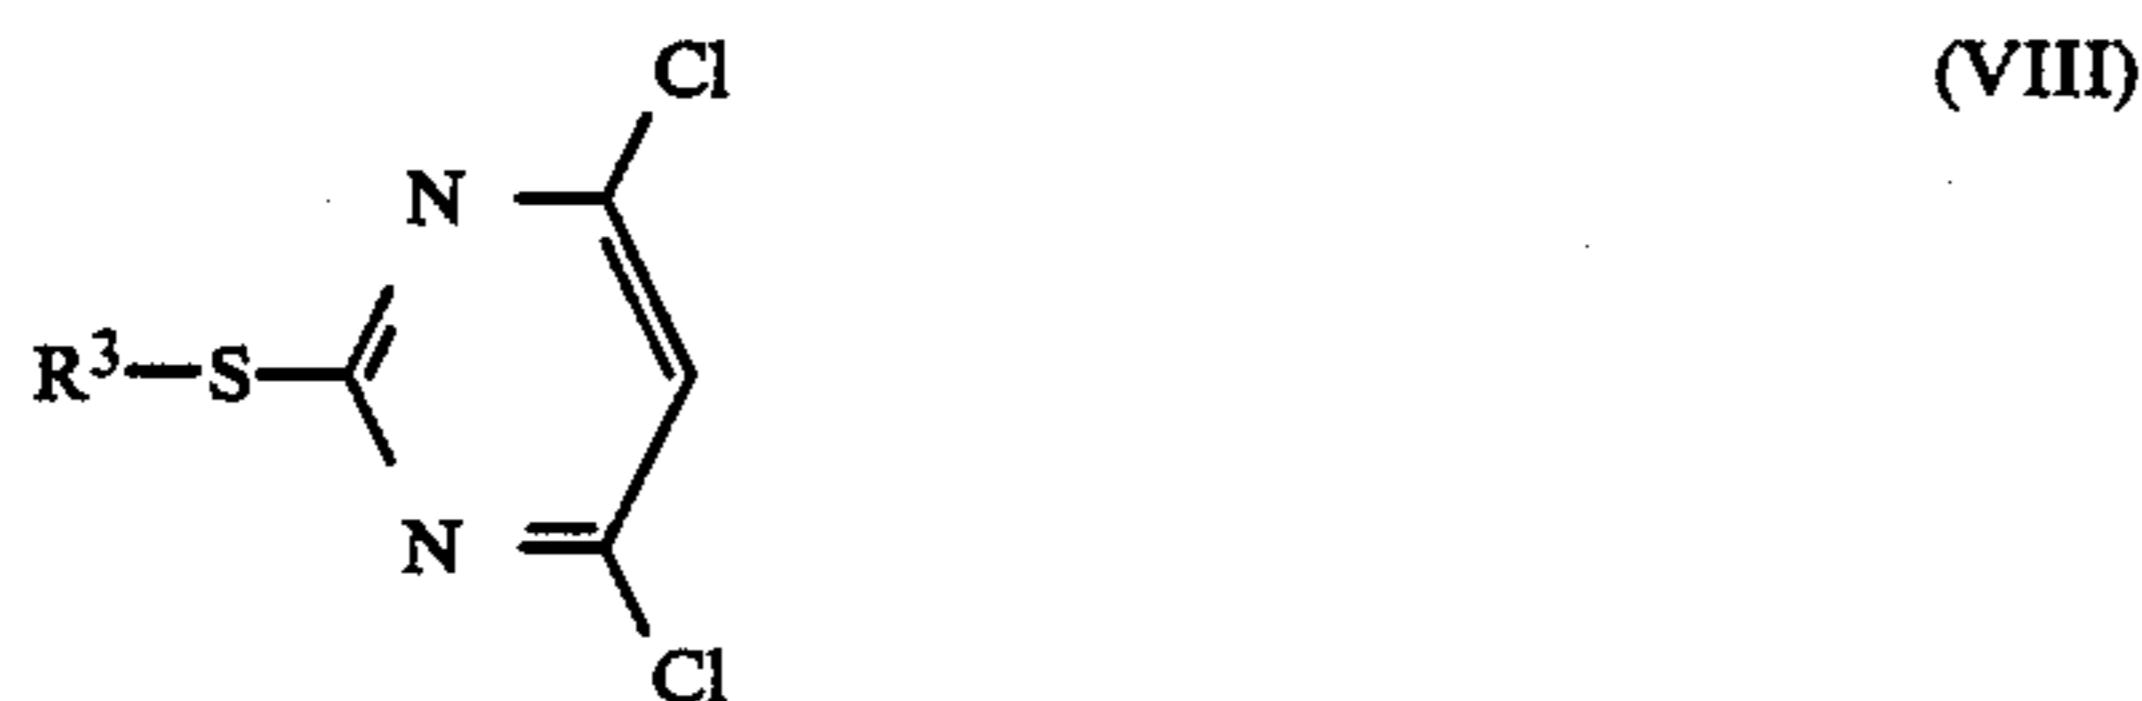 Cl (VIII)
N
R³—S
N
Cl